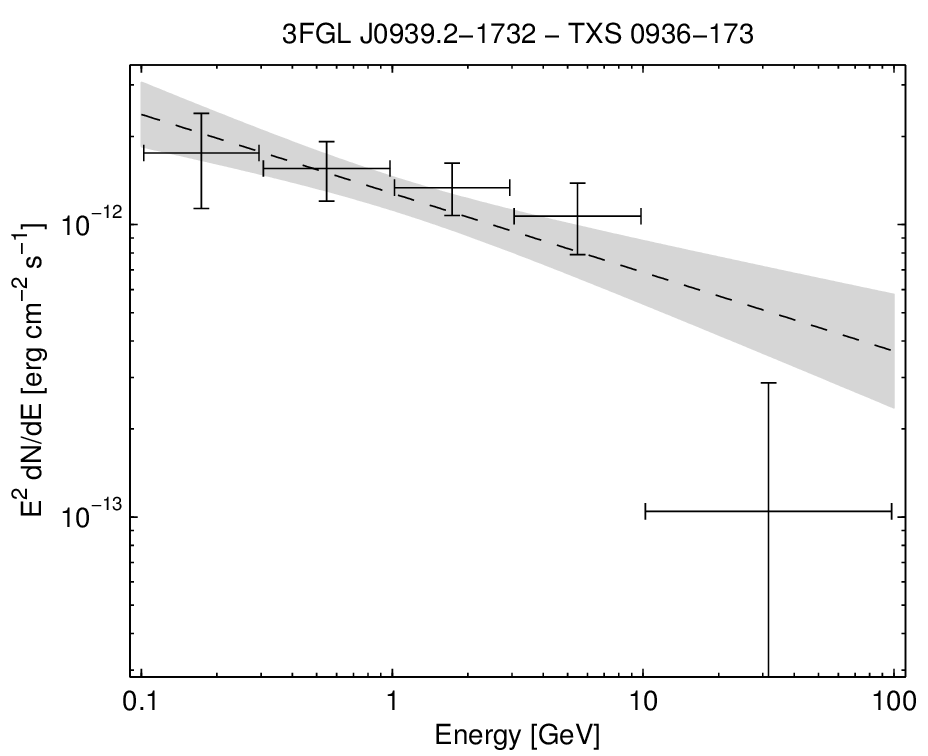 3FGL J0939.2−1732 − TXS 0936−173
E² dN/dE [erg cm⁻² s⁻¹]
10⁻¹²
10⁻¹³
0.1 1 10 100
Energy [GeV]